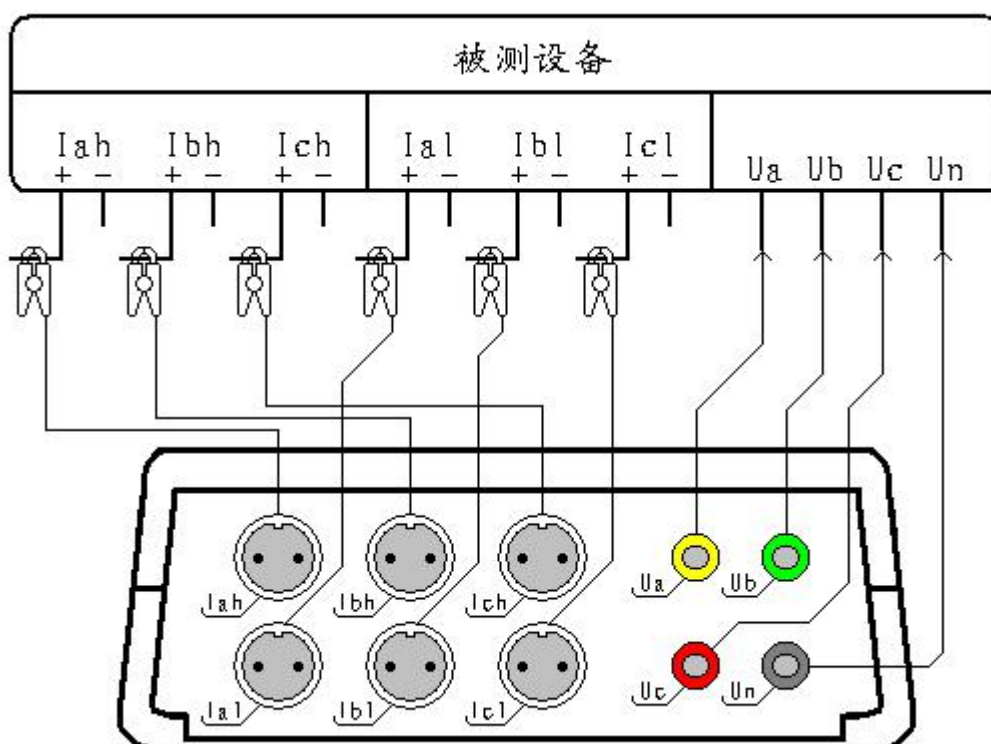 被测设备
Iah Ibh Ich Ial Ibl Icl
+ - + - + - + - + - + -
Ua Ub Uc Un
Iah Ibh Ich Ua Ub
Ial Ibl Icl Uc Un